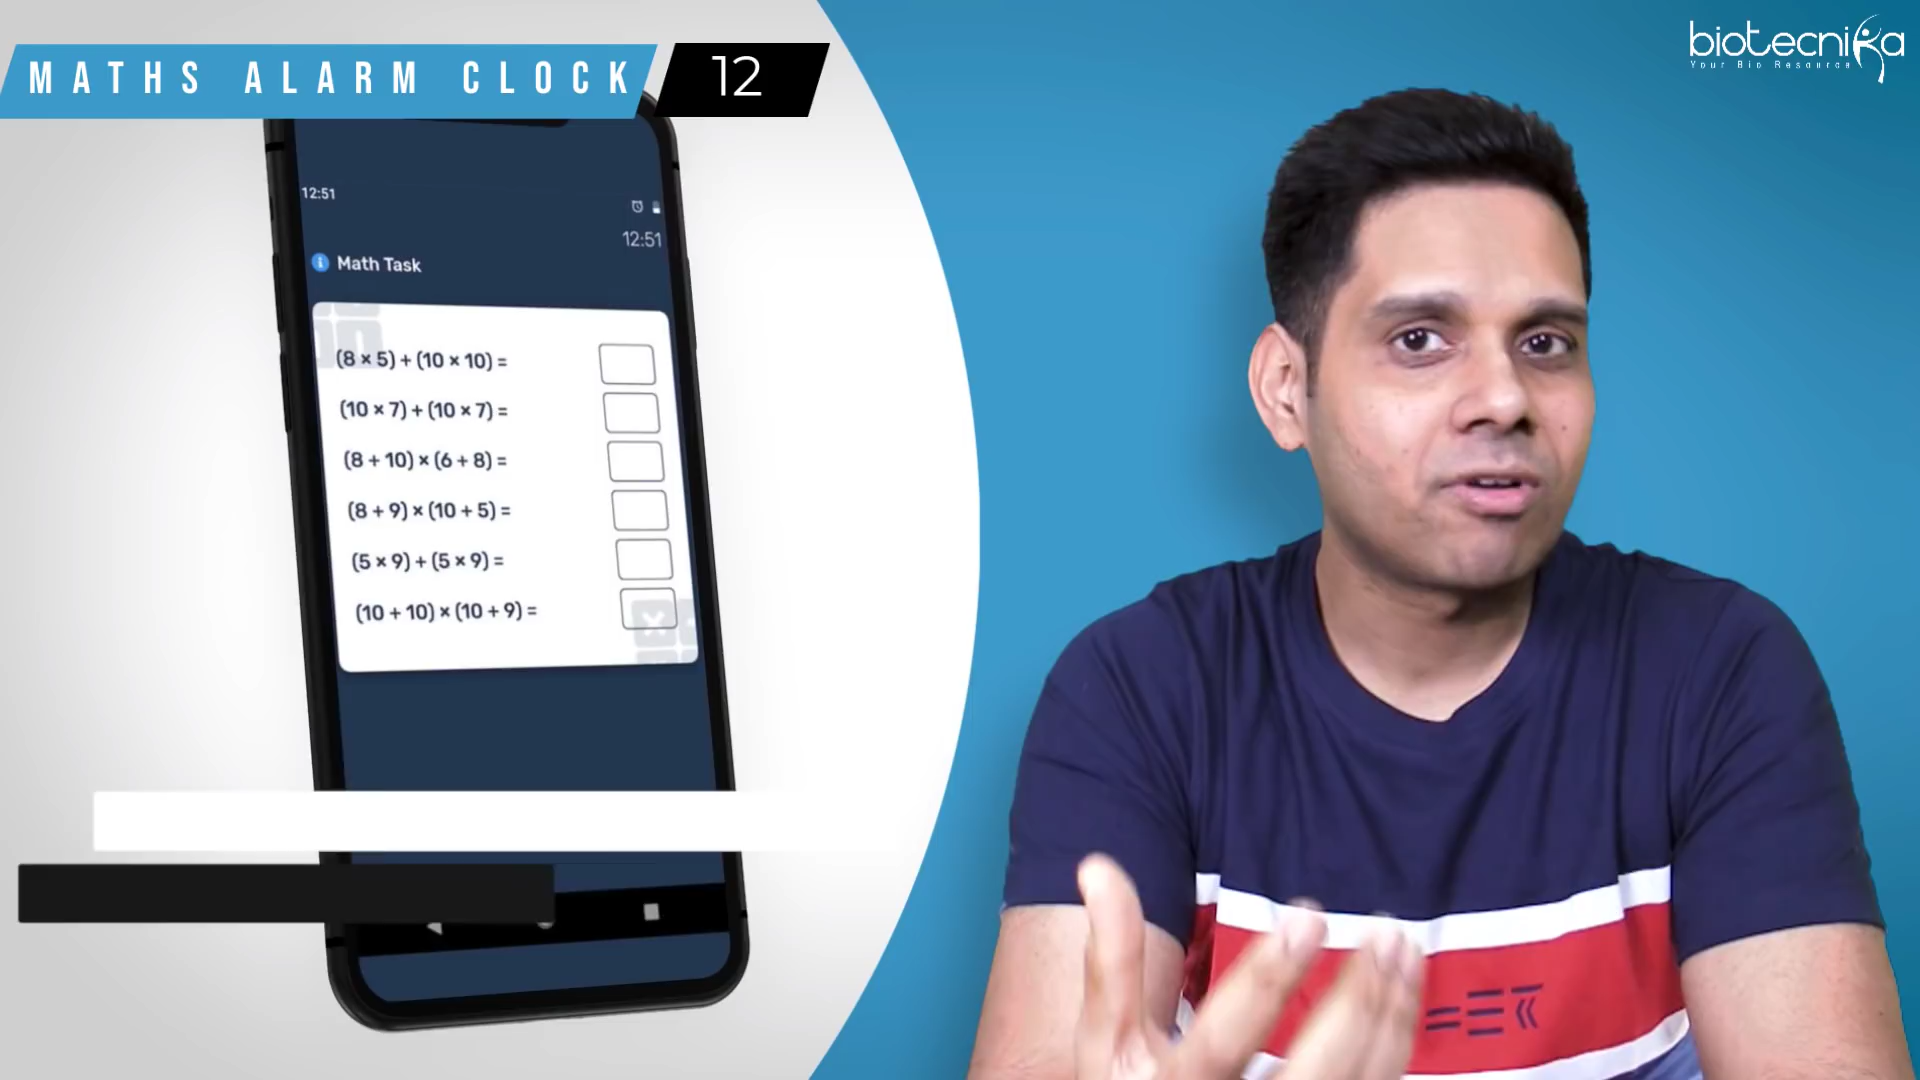 MATHS ALARM CLOCK
12
biotecnika
Your Bio Resource
12:51
12:51
Math Task
(8 × 5) + (10 × 10) =
(10 × 7) + (10 × 7) =
(8 + 10) × (6 + 8) =
(8 + 9) × (10 + 5) =
(5 × 9) + (5 × 9) =
(10 + 10) × (10 + 9) =